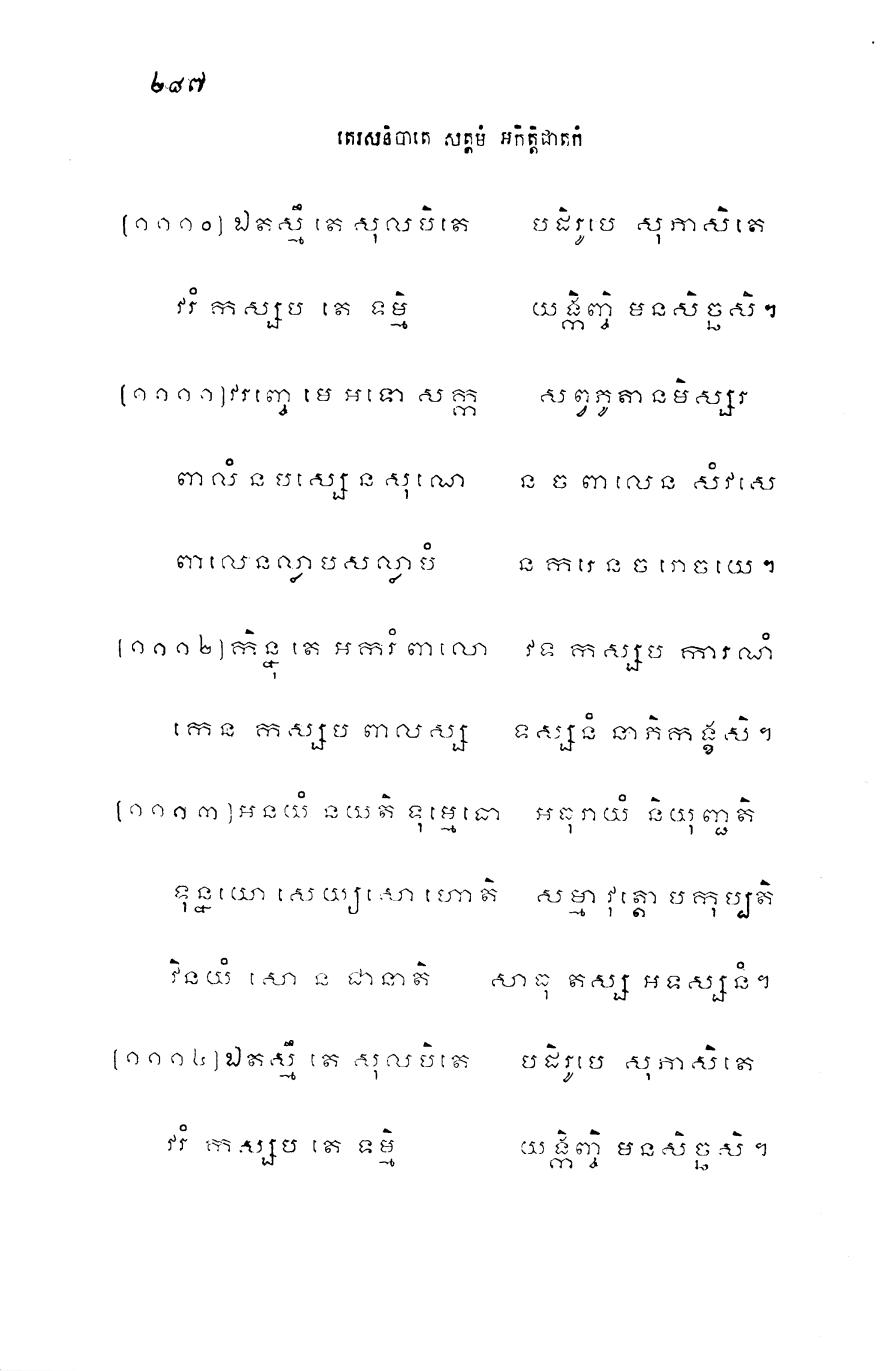 ២៨៧
តេរសនិបាតេ សត្តមំ អកិត្តិជាតកំ
(១១១០) ឯតស្មឹ តេ សុលបិតេ បដិរូបេ សុភាសិតេ
វរំ កស្សប តេ ទម្មិ យង្កិញ្ចិ មនសិច្ឆសិ។
(១១១១) វរញ្ចេ មេ អទោ សក្ក សព្វភូតានមិស្សរ
ពាលំ ន បស្សេ ន សុណេ ន ច ពាលេន សំវសេ
ពាលេនល្លាបសល្លាបំ ន ករេ ន ច រោចយេ។
(១១១២) កិន្នុ តេ អករំ ពាលោ វទ កស្សប ការណំ
កេន កស្សប ពាលស្ស ទស្សនំ នាភិកង្ខសិ។
(១១១៣) អនយំ នយតិ ទុម្មេធោ អធុរាយំ និយុញ្ជតិ
ទុន្នយោ សេយ្យសោ ហោតិ សម្មា វុត្តោ បកុប្បតិ
វិនយំ សោ ន ជានាតិ សាធុ តស្ស អទស្សនំ។
(១១១៤) ឯតស្មឹ តេ សុលបិតេ បដិរូបេ សុភាសិតេ
វរំ កស្សប តេ ទម្មិ យង្កិញ្ចិ មនសិច្ឆសិ។